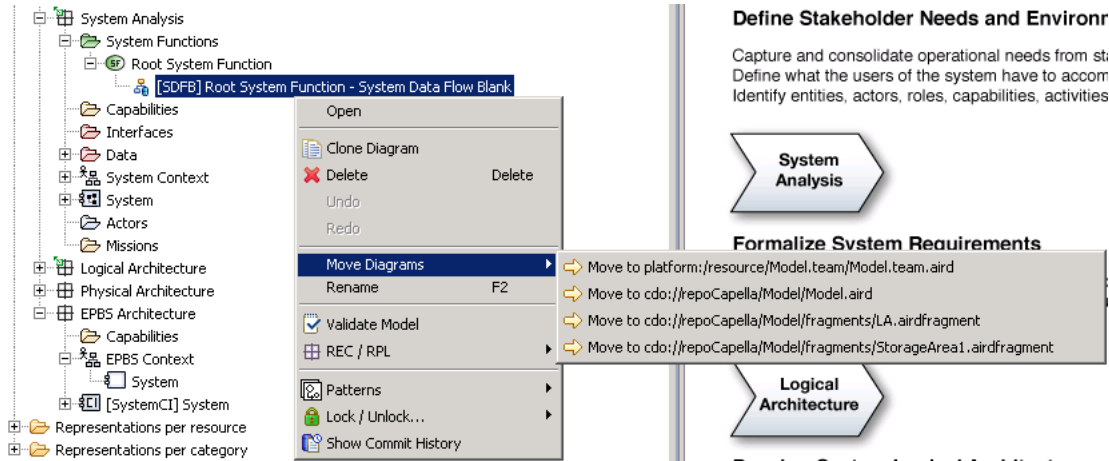 System Analysis
System Functions
SF Root System Function
[SDFB] Root System Function - System Data Flow Blank
Capabilities
Interfaces
Data
System Context
System
Actors
Missions
Logical Architecture
Physical Architecture
EPBS Architecture
Capabilities
EPBS Context
System
[SystemCI] System
Representations per resource
Representations per category
Open
Clone Diagram
Delete Delete
Undo
Redo
Move Diagrams
Rename F2
Validate Model
REC / RPL
Patterns
Lock / Unlock...
Show Commit History
Move to platform:/resource/Model.team/Model.team.aird
Move to cdo://repoCapella/Model/Model.aird
Move to cdo://repoCapella/Model/fragments/LA.airdfragment
Move to cdo://repoCapella/Model/fragments/StorageArea1.airdfragment
Define Stakeholder Needs and Environ
Capture and consolidate operational needs from sta
Define what the users of the system have to accom
Identify entities, actors, roles, capabilities, activities
System
Analysis
Formalize System Requirements
Logical
Architecture